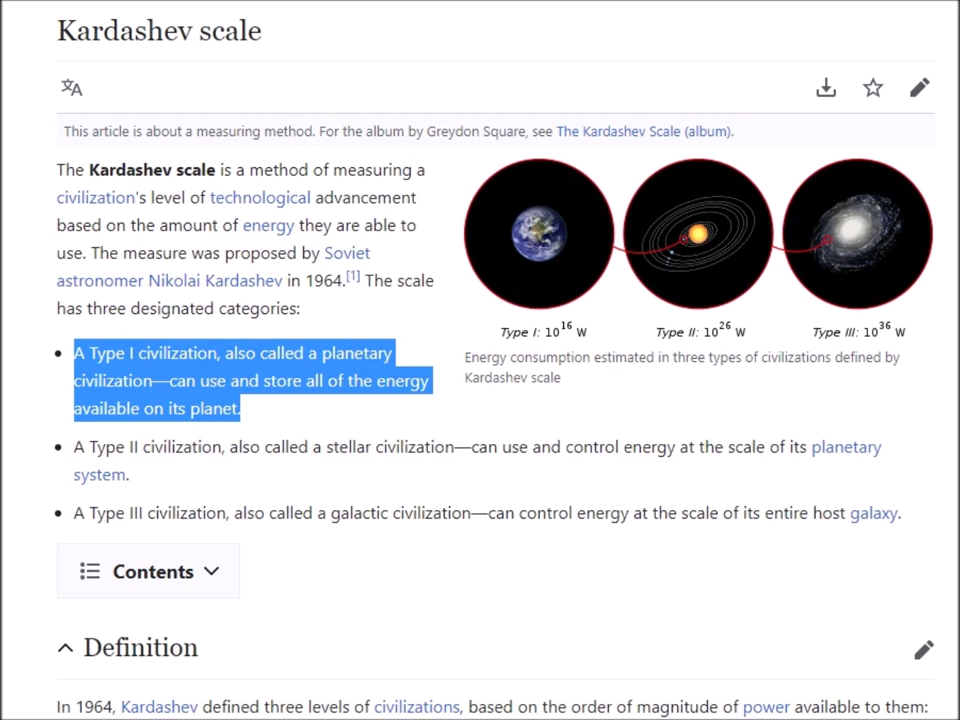 Kardashev scale
This article is about a measuring method. For the album by Greydon Square, see The Kardashev Scale (album).
The Kardashev scale is a method of measuring a
civilization's level of technological advancement
based on the amount of energy they are able to
use. The measure was proposed by Soviet
astronomer Nikolai Kardashev in 1964.[1] The scale
has three designated categories:
Type I: 10^16 W
Type II: 10^26 W
Type III: 10^36 W
Energy consumption estimated in three types of civilizations defined by
Kardashev scale
• A Type I civilization, also called a planetary
civilization—can use and store all of the energy
available on its planet.
• A Type II civilization, also called a stellar civilization—can use and control energy at the scale of its planetary
system.
• A Type III civilization, also called a galactic civilization—can control energy at the scale of its entire host galaxy.
Contents
Definition
In 1964, Kardashev defined three levels of civilizations, based on the order of magnitude of power available to them: